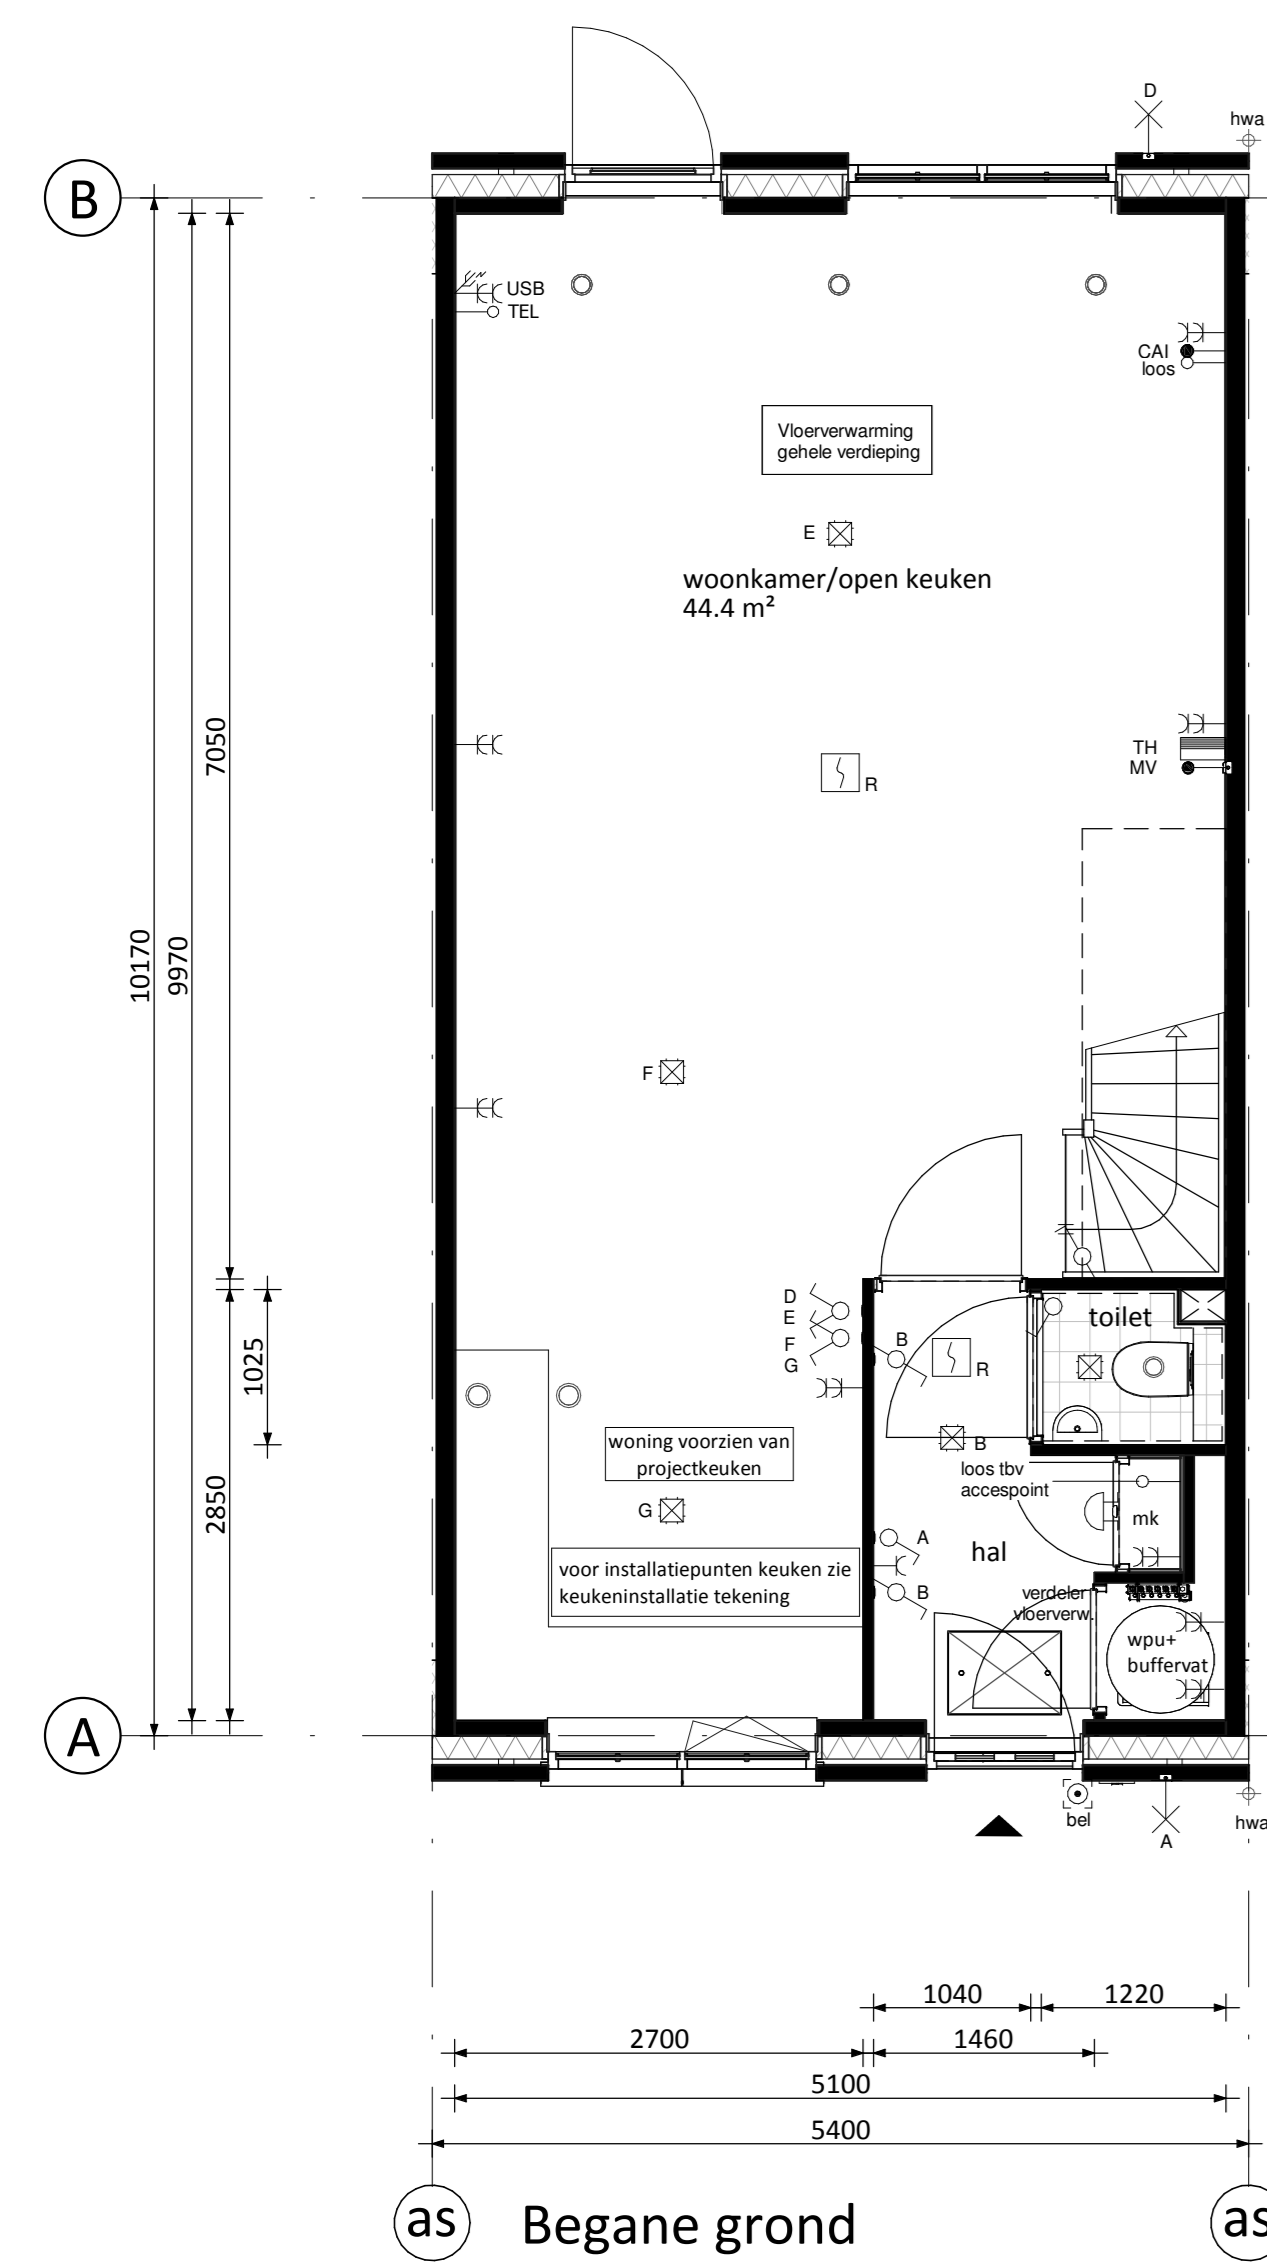 D
hwa
B
USB
TEL
CAI
loos
Vloerverwarming
gehele verdieping
E
woonkamer/open keuken
44.4 m²
7050
TH
MV
R
10170
9970
F
D
E
F
G
B
toilet
R
1025
B
woning voorzien van
projectkeuken
loos tbv
accespoint
2850
G
mk
A
hal
voor installatiepunten keuken zie
keukeninstallatie tekening
B
verdeler
vloerverw.
wpu+
buffervat
A
bel
A
hwa
1040
1220
2700
1460
5100
5400
as
Begane grond
as